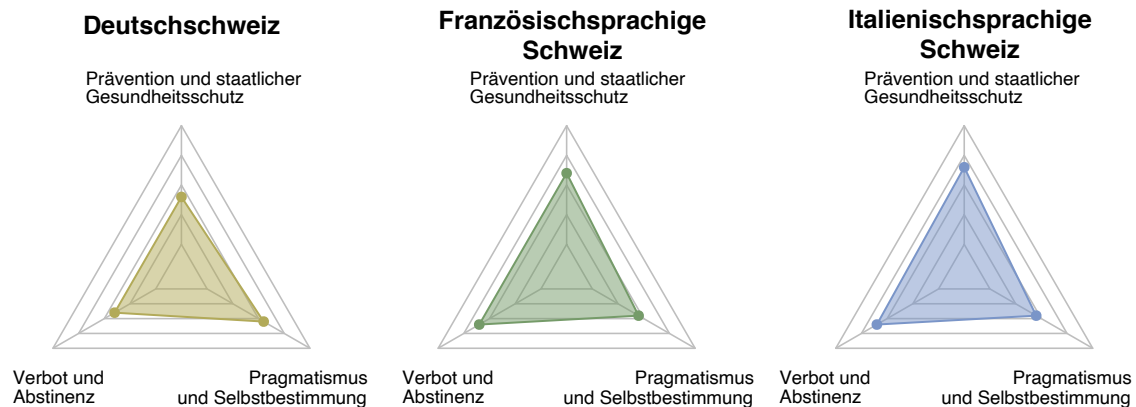 Deutschschweiz
Prävention und staatlicher
Gesundheitsschutz
Verbot und
Abstinenz
Pragmatismus
und Selbstbestimmung
Französischsprachige
Schweiz
Prävention und staatlicher
Gesundheitsschutz
Verbot und
Abstinenz
Pragmatismus
und Selbstbestimmung
Italienischsprachige
Schweiz
Prävention und staatlicher
Gesundheitsschutz
Verbot und
Abstinenz
Pragmatismus
und Selbstbestimmung